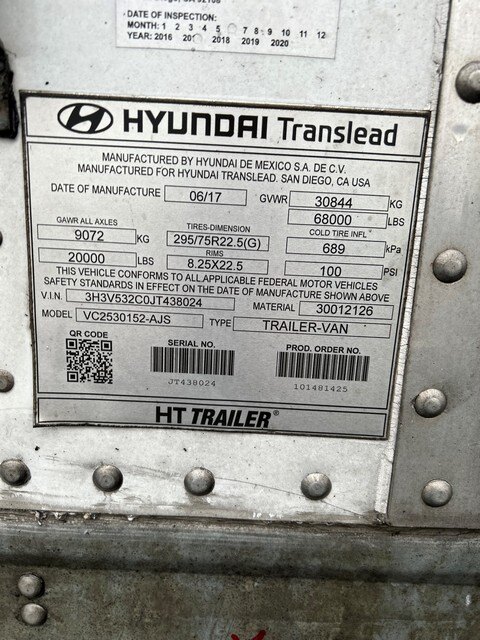 DATE OF INSPECTION:
MONTH: 1 2 3 4 5 7 8 9 10 11 12
YEAR: 2016 2018 2019 2020
HYUNDAI Translead
MANUFACTURED BY HYUNDAI DE MEXICO S.A. DE C.V.
MANUFACTURED FOR HYUNDAI TRANSLEAD. SAN DIEGO, CA USA
DATE OF MANUFACTURE 06/17 GVWR 30844 KG
68000 LBS
GAWR ALL AXLES TIRES-DIMENSION COLD TIRE INFL
9072 KG 295/75R22.5(G) 689 kPa
RIMS
20000 LBS 8.25X22.5 100 PSI
THIS VEHICLE CONFORMS TO ALL APPLICABLE FEDERAL MOTOR VEHICLES
SAFETY STANDARDS IN EFFECT ON THE DATE OF MANUFACTURE SHOWN ABOVE.
V.I.N. 3H3V532C0JT438024 MATERIAL 30012126
MODEL VC2530152-AJS TYPE TRAILER-VAN
QR CODE SERIAL NO. PROD. ORDER NO.
JT438024 101481425
HT TRAILER®